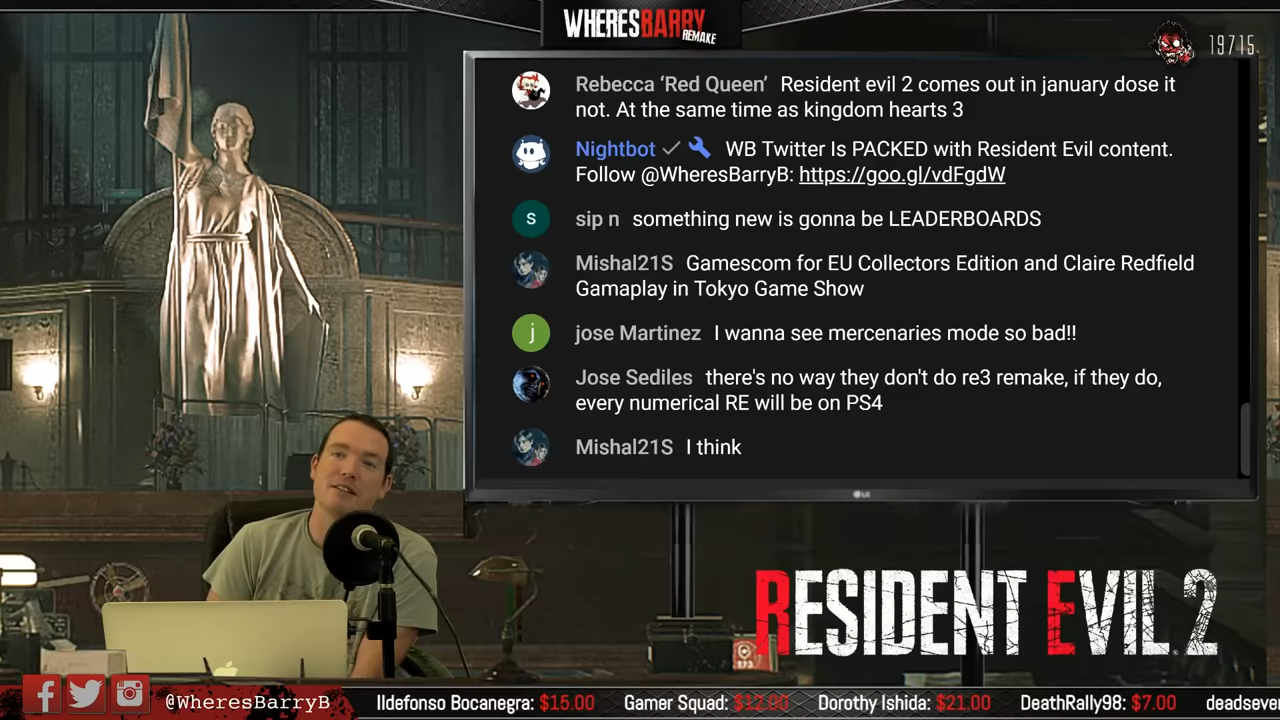 WHERESBARRY
REMAKE
19715.
Rebecca ‘Red Queen’ Resident evil 2 comes out in january dose it
not. At the same time as kingdom hearts 3
Nightbot WB Twitter Is PACKED with Resident Evil content.
Follow @WheresBarryB: https://goo.gl/vdFgdW
s
sip n something new is gonna be LEADERBOARDS
Mishal21S Gamescom for EU Collectors Edition and Claire Redfield
Gamaplay in Tokyo Game Show
j
jose Martinez I wanna see mercenaries mode so bad!!
Jose Sediles there's no way they don't do re3 remake, if they do,
every numerical RE will be on PS4
Mishal21S I think
LG
RESIDENT EVIL 2
@WheresBarryB Ildefonso Bocanegra: $15.00 Gamer Squad: $12.00 Dorothy Ishida: $21.00 DeathRally98: $7.00 deadseve